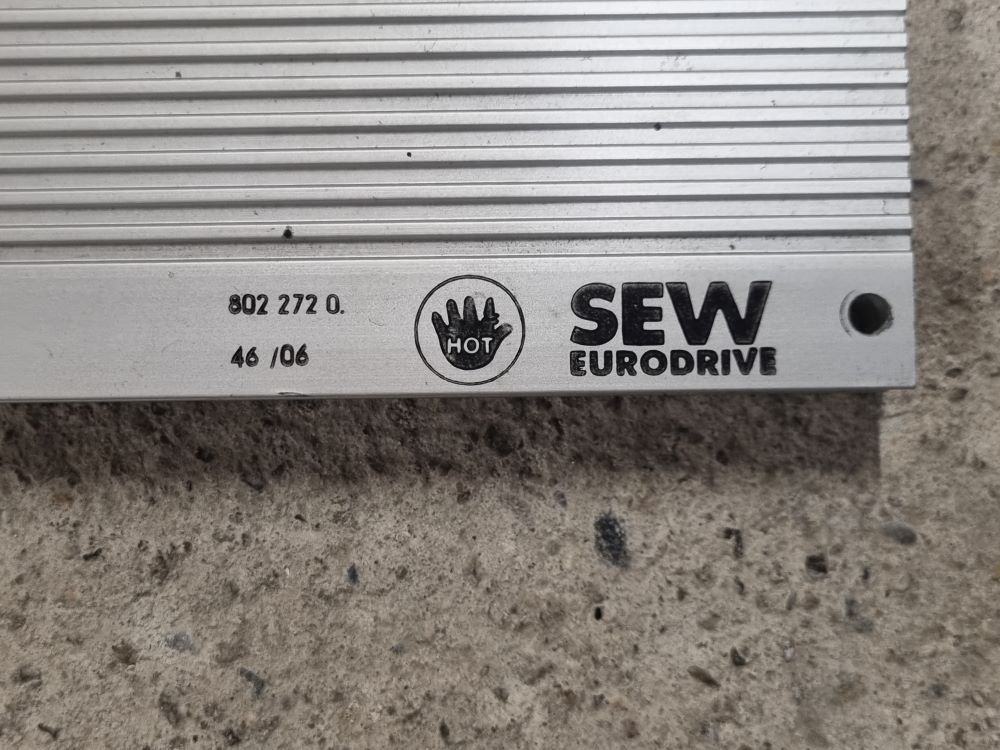 802 272 0.
46 /06
HOT
SEW
EURODRIVE